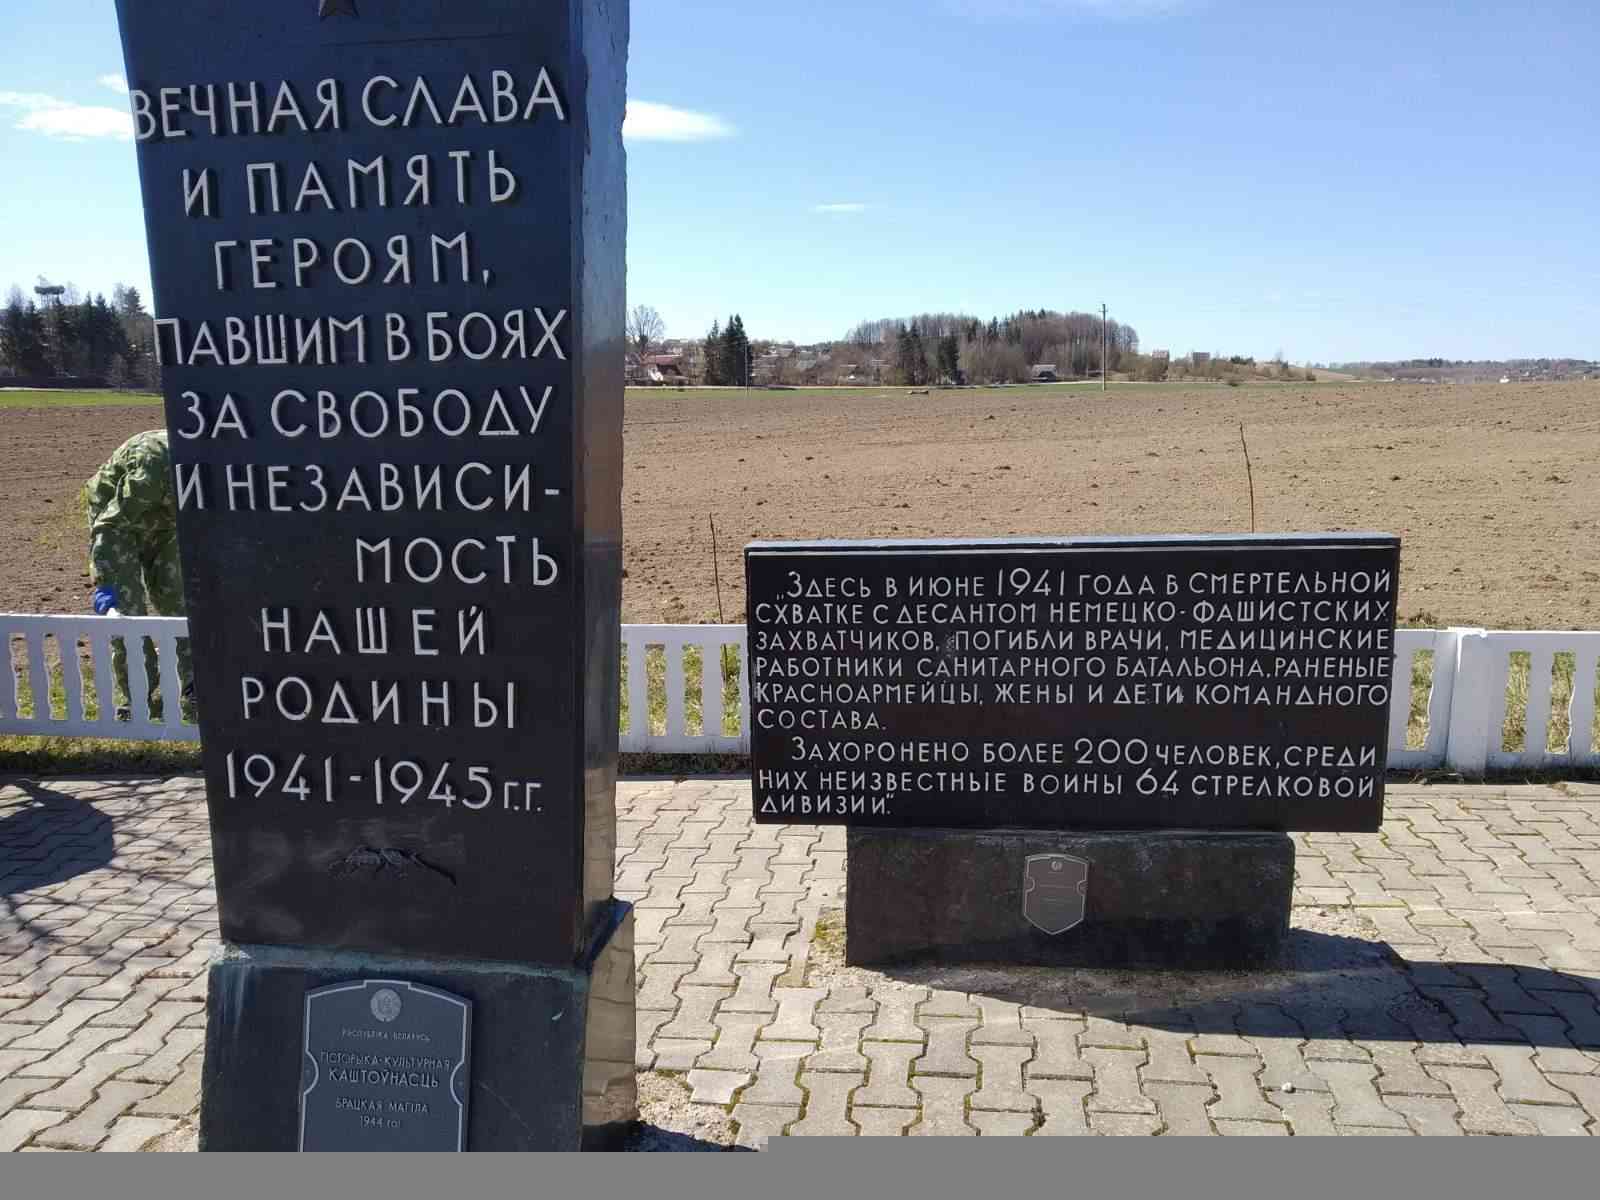 ВЕЧНАЯ СЛАВА
И ПАМЯТЬ
ГЕРОЯМ,
ПАВШИМ В БОЯХ
ЗА СВОБОДУ
И НЕЗАВИСИ-
МОСТЬ
НАШЕЙ
РОДИНЫ
1941-1945 г.г.
РЭСПУБЛІКА БЕЛАРУСЬ
ГІСТОРЫКА-КУЛЬТУРНАЯ
КАШТОЎНАСЦЬ
БРАЦКАЯ МАГІЛА
1944 год
„ЗДЕСЬ В ИЮНЕ 1941 ГОДА В СМЕРТЕЛЬНОЙ
СХВАТКЕ С ДЕСАНТОМ НЕМЕЦКО-ФАШИСТСКИХ
ЗАХВАТЧИКОВ, ПОГИБЛИ ВРАЧИ, МЕДИЦИНСКИЕ
РАБОТНИКИ САНИТАРНОГО БАТАЛЬОНА, РАНЕНЫЕ
КРАСНОАРМЕЙЦЫ, ЖЕНЫ И ДЕТИ КОМАНДНОГО
СОСТАВА.
ЗАХОРОНЕНО БОЛЕЕ 200 ЧЕЛОВЕК, СРЕДИ
НИХ НЕИЗВЕСТНЫЕ ВОИНЫ 64 СТРЕЛКОВОЙ
ДИВИЗИИ."